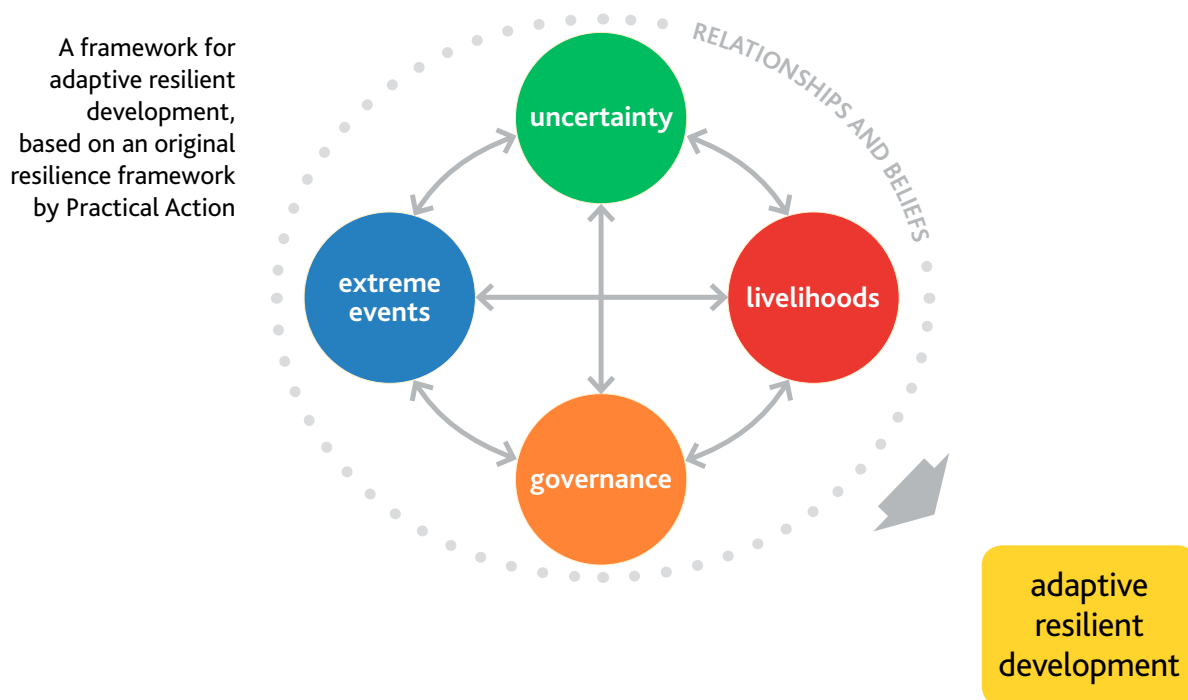 A framework for
adaptive resilient
development,
based on an original
resilience framework
by Practical Action
RELATIONSHIPS AND BELIEFS
uncertainty
extreme
events
livelihoods
governance
adaptive
resilient
development